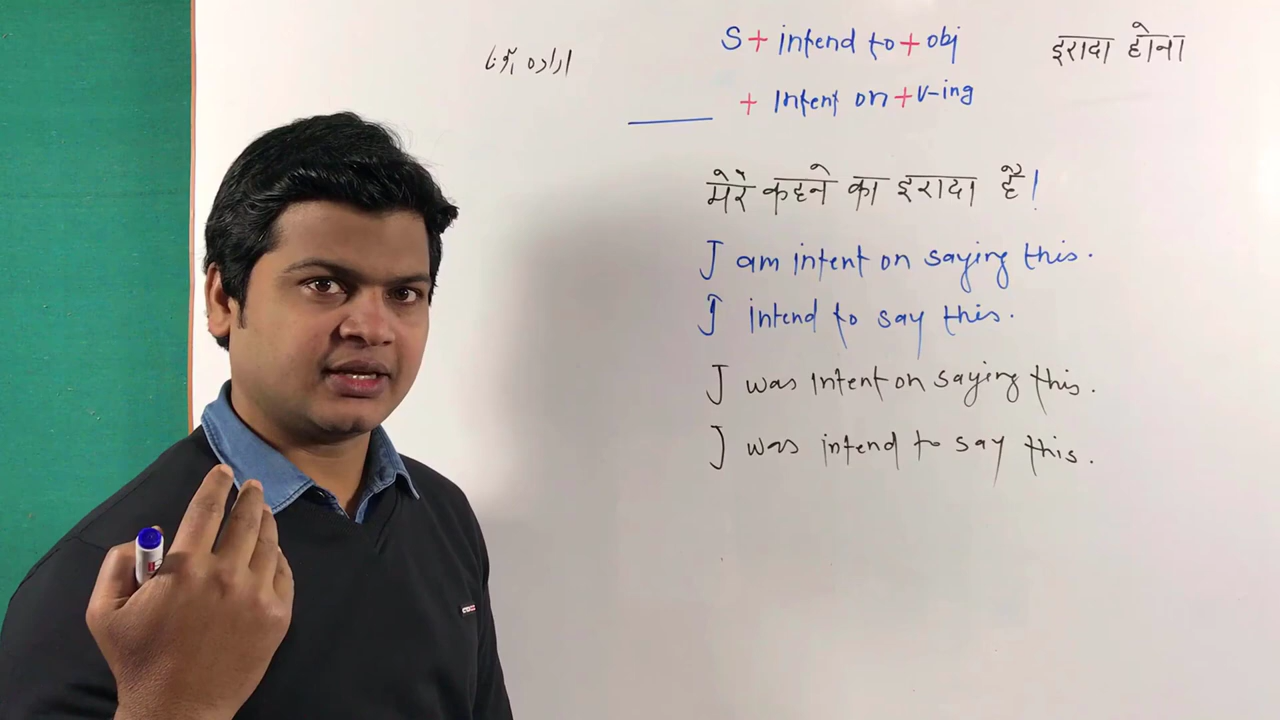 S + intend to + obj
इरादा होना
ارادہ ہونا
+ Intent on + v-ing
मेरे कहने का इरादा है।
I am intent on saying this.
I intend to say this.
I was intent on saying this.
I was intend to say this.